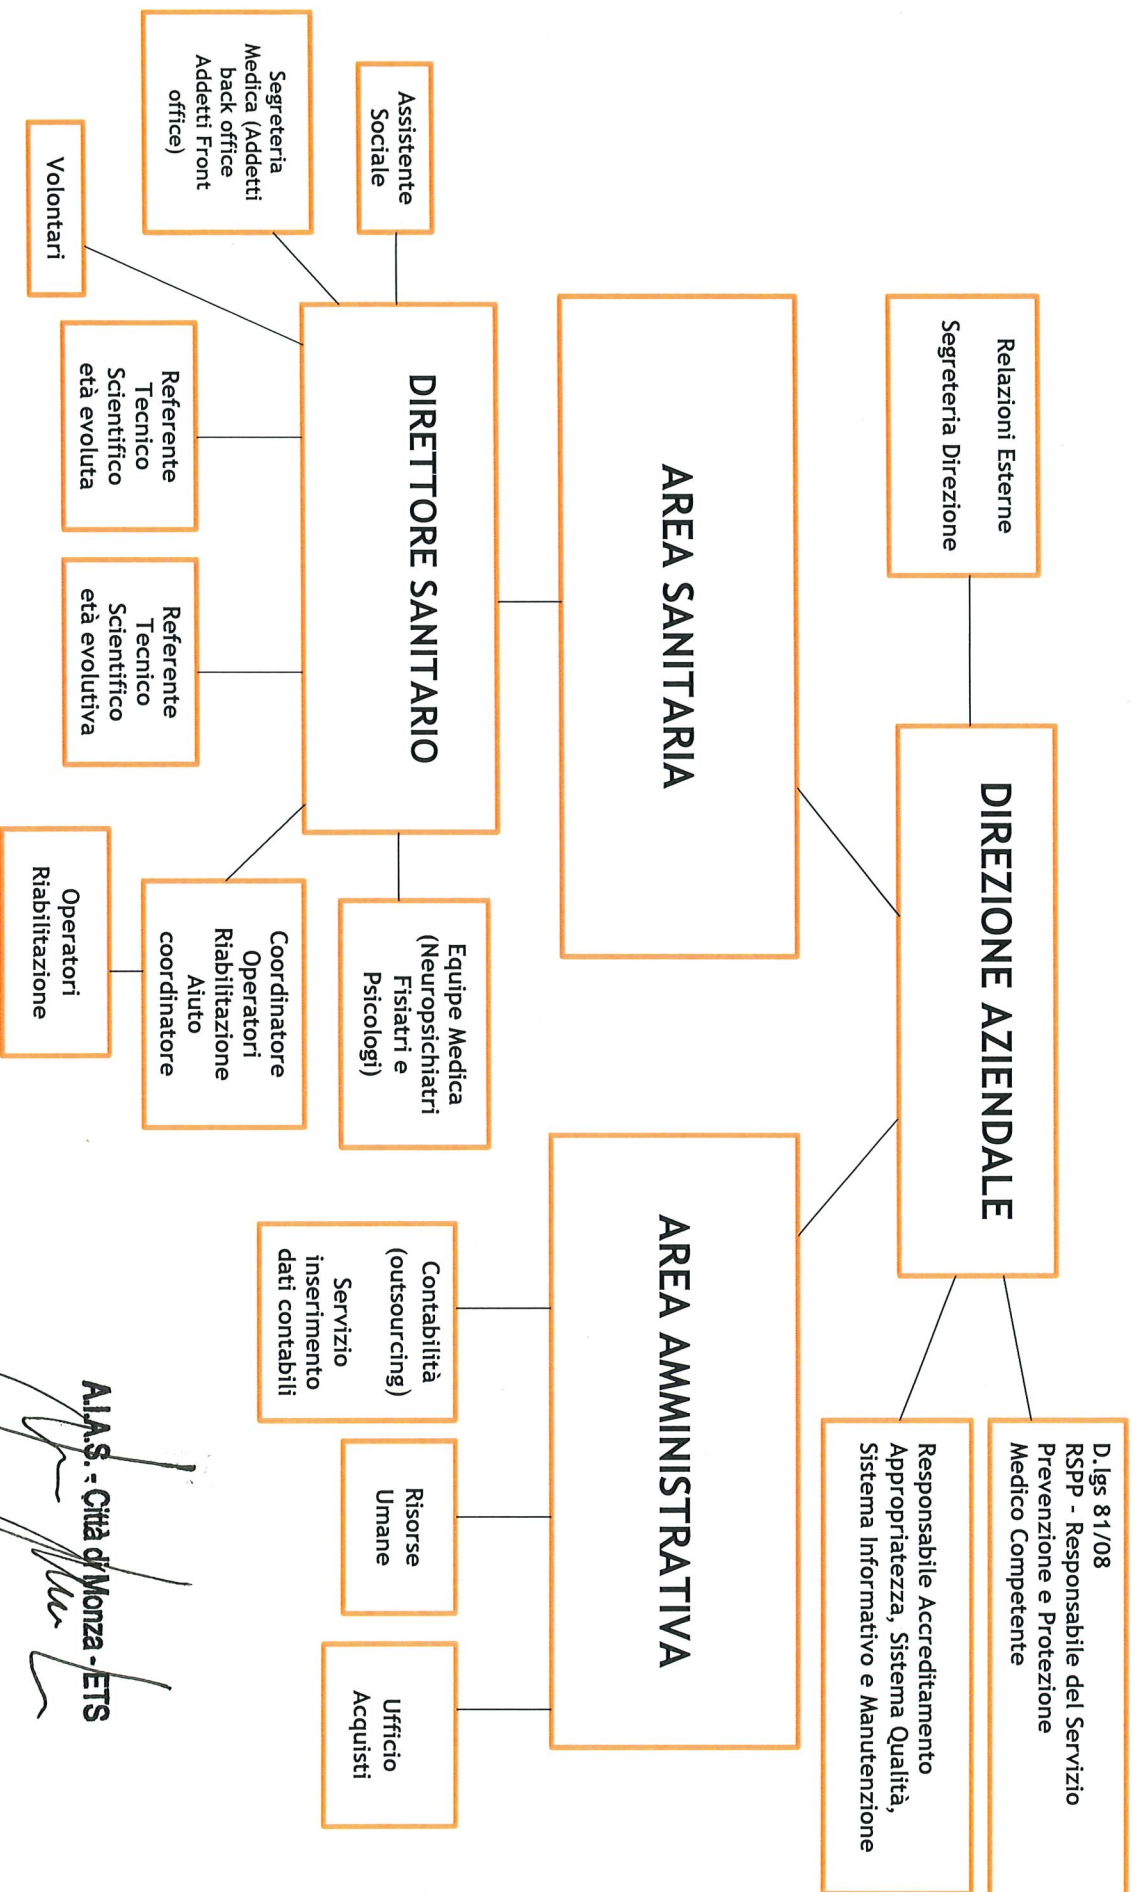 DIREZIONE AZIENDALE
Relazioni Esterne
Segreteria Direzione
D.lgs 81/08
RSPP - Responsabile del Servizio
Prevenzione e Protezione
Medico Competente
Responsabile Accreditamento
Appropriatezza, Sistema Qualità,
Sistema Informativo e Manutenzione
AREA SANITARIA
AREA AMMINISTRATIVA
DIRETTORE SANITARIO
Assistente
Sociale
Segreteria
Medica (Addetti
back office
Addetti Front
office)
Volontari
Referente
Tecnico
Scientifico
età evoluta
Referente
Tecnico
Scientifico
età evolutiva
Equipe Medica
(Neuropsichiatri
Fisiatri e
Psicologi)
Coordinatore
Operatori
Riabilitazione
Aiuto
coordinatore
Operatori
Riabilitazione
Contabilità
(outsourcing)
Servizio
inserimento
dati contabili
Risorse
Umane
Ufficio
Acquisti
A.I.A.S. - Città di Monza - ETS